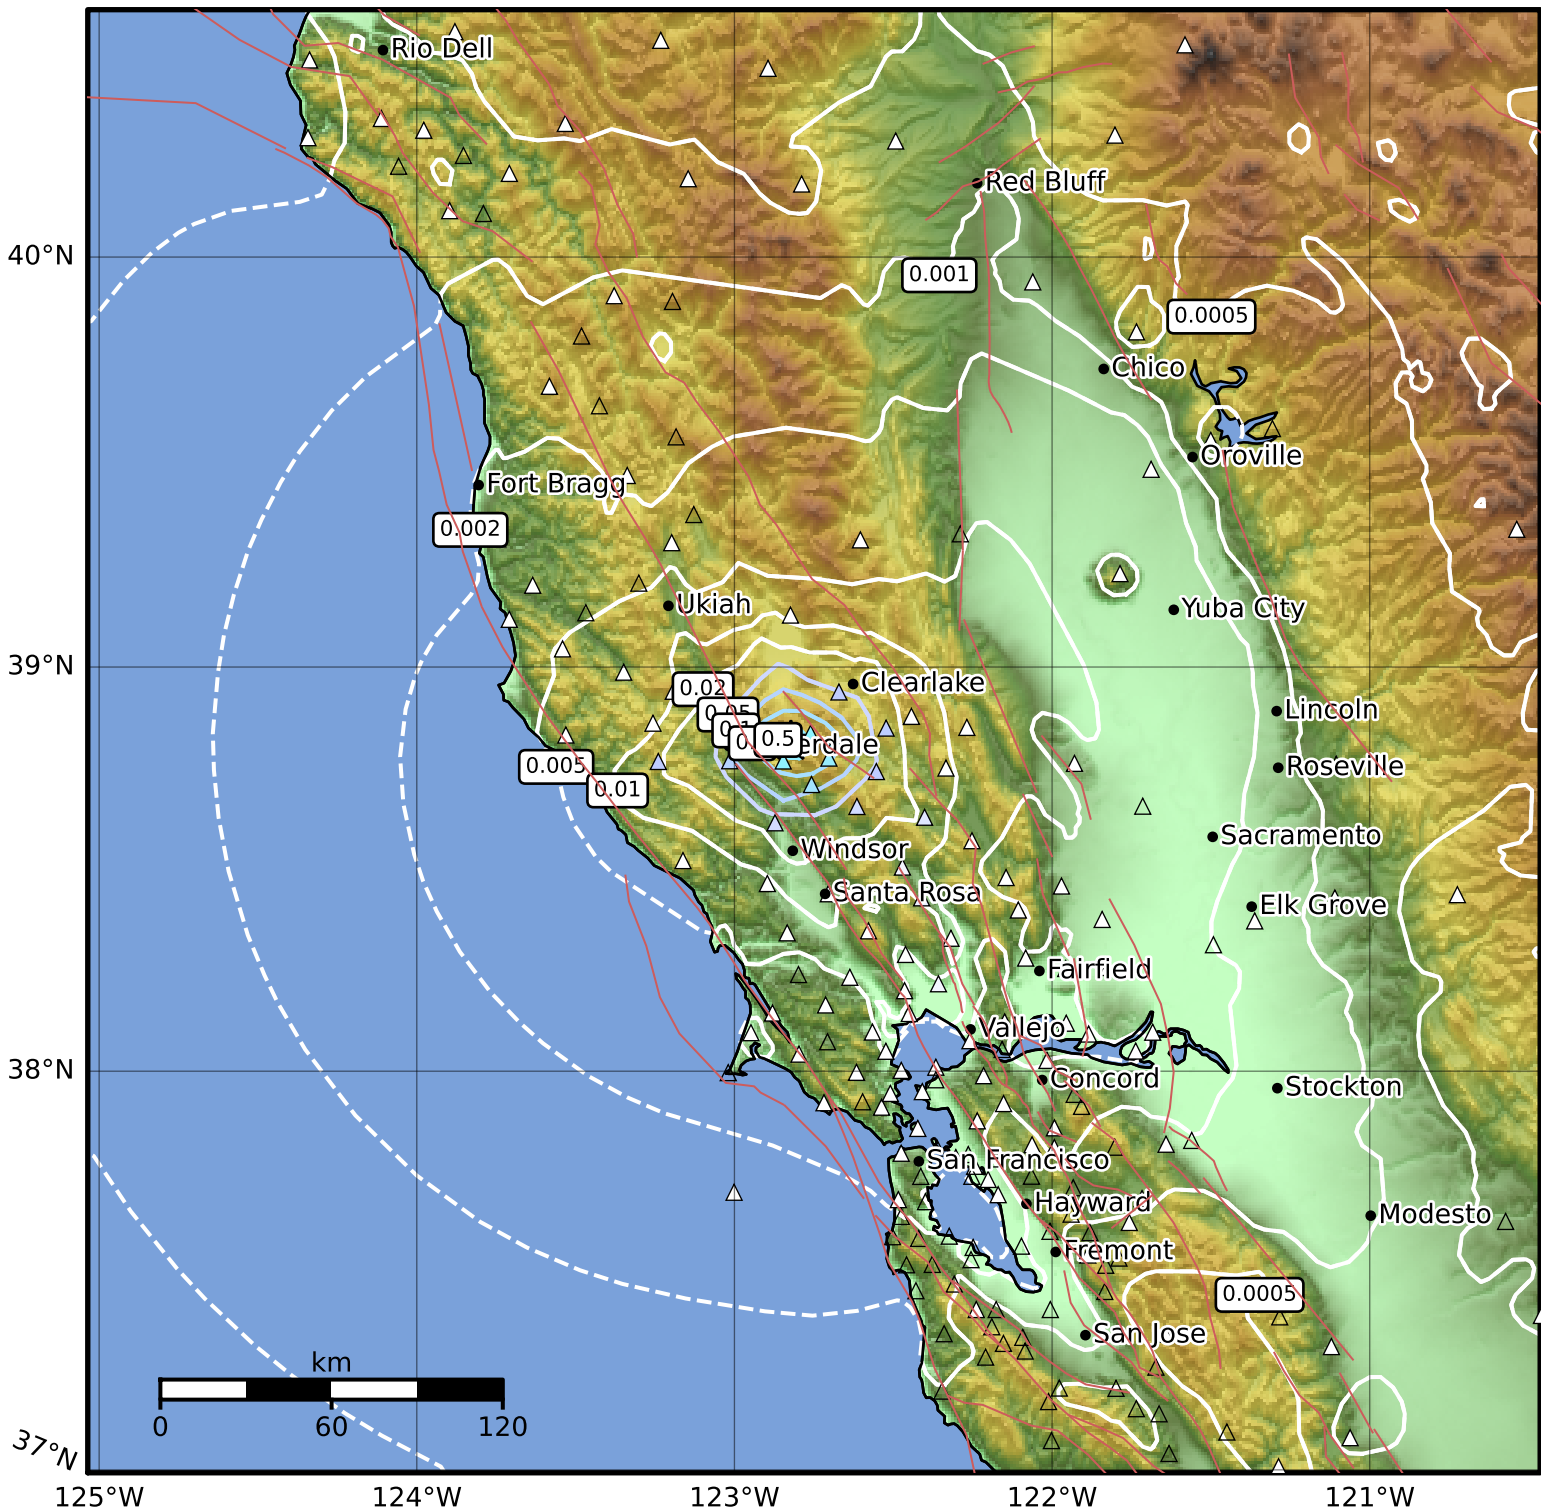 Rio Dell
Red Bluff
40°N
0.001
0.0005
Chico
Oroville
Fort Bragg
0.002
Ukiah
Yuba City
39°N
Clearlake
0.02
0.05
Lincoln
0.5
erdale
0.005
Roseville
0.01
Sacramento
Windsor
Santa Rosa
Elk Grove
Fairfield
Vallejo
38°N
Concord
Stockton
San Francisco
Hayward
Modesto
Fremont
0.0005
San Jose
km
0
60
120
37°N
125°W
124°W
123°W
122°W
121°W